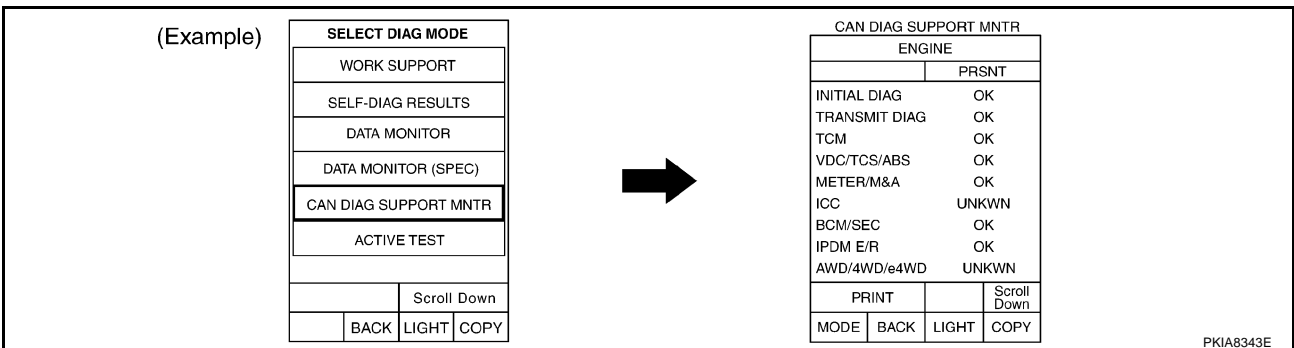 (Example)
SELECT DIAG MODE
WORK SUPPORT
SELF-DIAG RESULTS
DATA MONITOR
DATA MONITOR (SPEC)
CAN DIAG SUPPORT MNTR
ACTIVE TEST
Scroll Down
BACK LIGHT COPY
CAN DIAG SUPPORT MNTR
ENGINE
PRSNT
INITIAL DIAG OK
TRANSMIT DIAG OK
TCM OK
VDC/TCS/ABS OK
METER/M&A OK
ICC UNKWN
BCM/SEC OK
IPDM E/R OK
AWD/4WD/e4WD UNKWN
PRINT Scroll
Down
MODE BACK LIGHT COPY
PKIA8343E